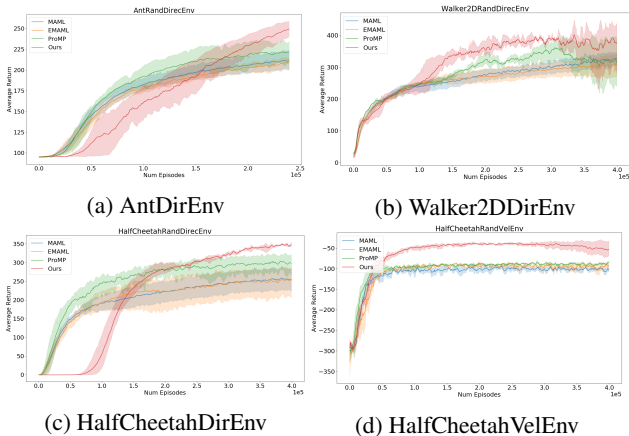 AntRandDirecEnv
MAML
EMAML
ProMP
Ours
Average Return
250
225
200
175
150
125
100
0.0
0.5
1.0
1.5
2.0
2.5
1e5
Num Episodes
(a) AntDirEnv
Walker2DRandDirecEnv
MAML
EMAML
ProMP
Ours
Average Return
400
300
200
100
0
0.0
0.5
1.0
1.5
2.0
2.5
3.0
3.5
4.0
1e5
Num Episodes
(b) Walker2DDirEnv
HalfCheetahRandDirecEnv
MAML
EMAML
ProMP
Ours
Average Return
350
300
250
200
150
100
50
0
0.0
0.5
1.0
1.5
2.0
2.5
3.0
3.5
4.0
1e5
Num Episodes
(c) HalfCheetahDirEnv
HalfCheetahRandVelEnv
MAML
EMAML
ProMP
Ours
Average Return
−50
−100
−150
−200
−250
−300
−350
0.0
0.5
1.0
1.5
2.0
2.5
3.0
3.5
4.0
1e5
Num Episodes
(d) HalfCheetahVelEnv